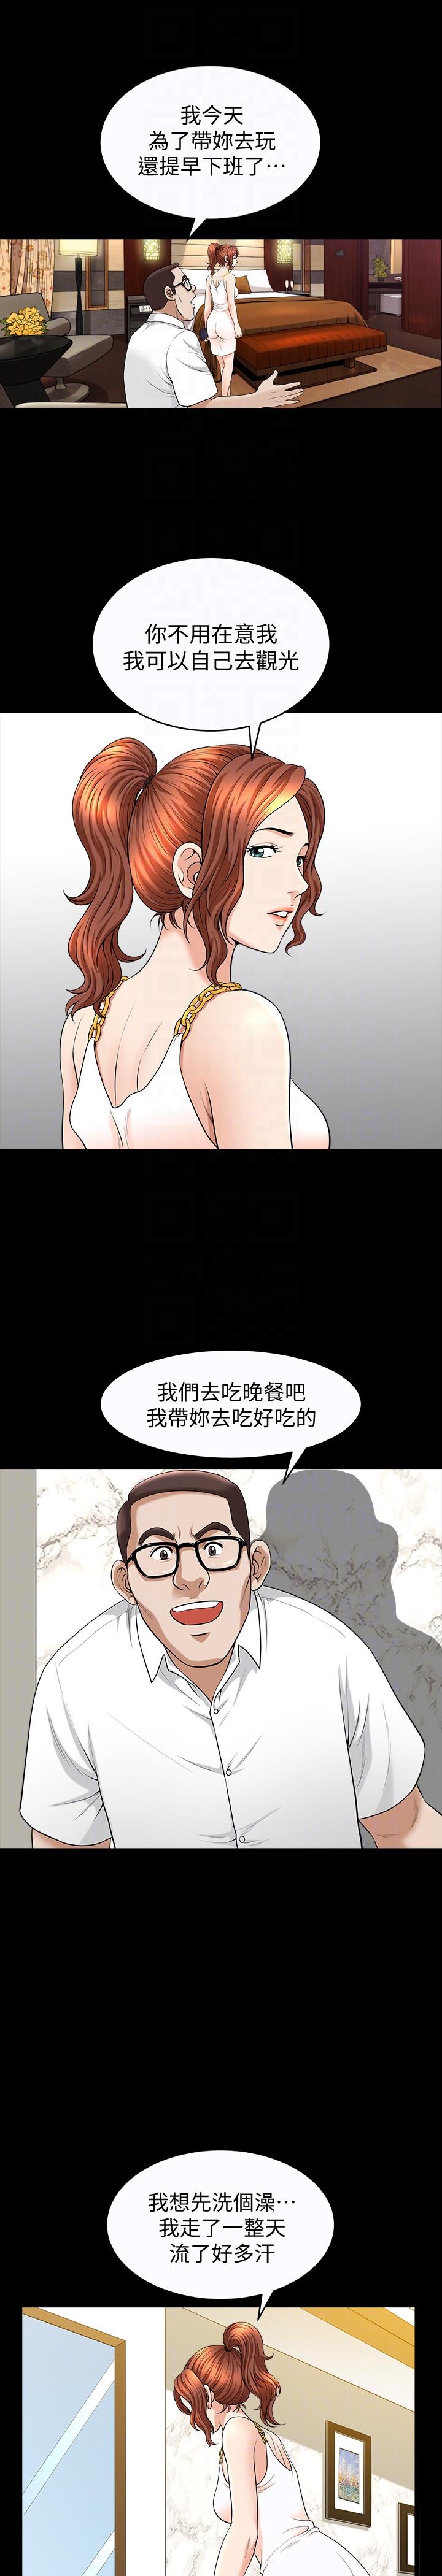 我今天
為了帶妳去玩
還提早下班了…
你不用在意我
我可以自己去觀光
我們去吃晚餐吧
我帶妳去吃好吃的
我想先洗個澡…
我走了一整天
流了好多汗